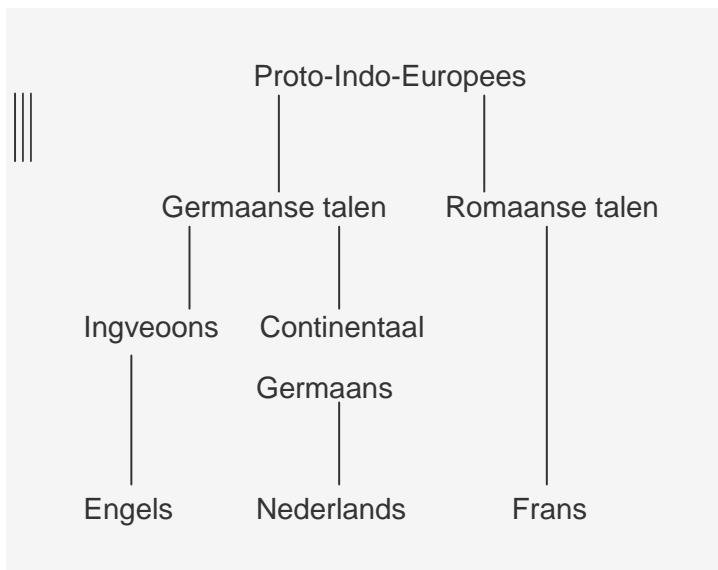 Proto-Indo-Europees
Germaanse talen Romaanse talen
Ingveoons Continentaal
Germaans
Engels Nederlands Frans